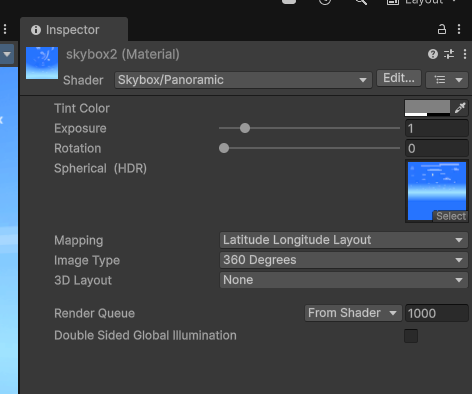 Layout
Inspector
skybox2 (Material)
Shader Skybox/Panoramic Edit...
Tint Color
Exposure 1
Rotation 0
Spherical (HDR)
Select
Mapping Latitude Longitude Layout
Image Type 360 Degrees
3D Layout None
Render Queue From Shader 1000
Double Sided Global Illumination